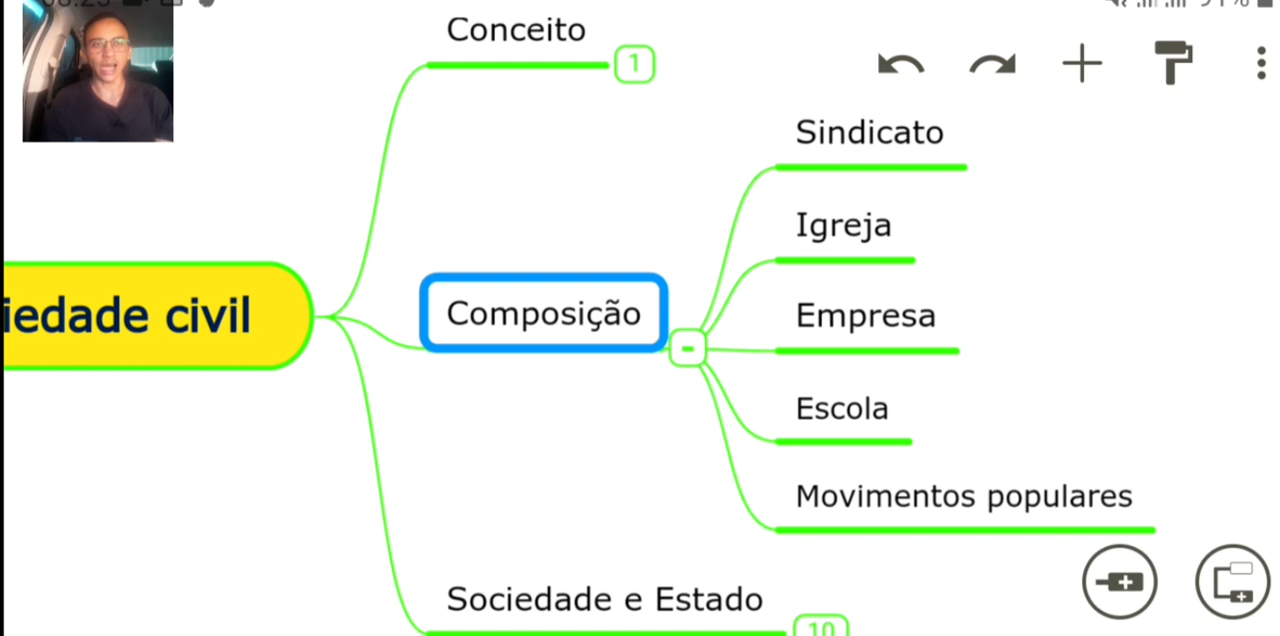 Conceito
1
Sindicato
Igreja
iedade civil
Composição
Empresa
Escola
Movimentos populares
Sociedade e Estado
10